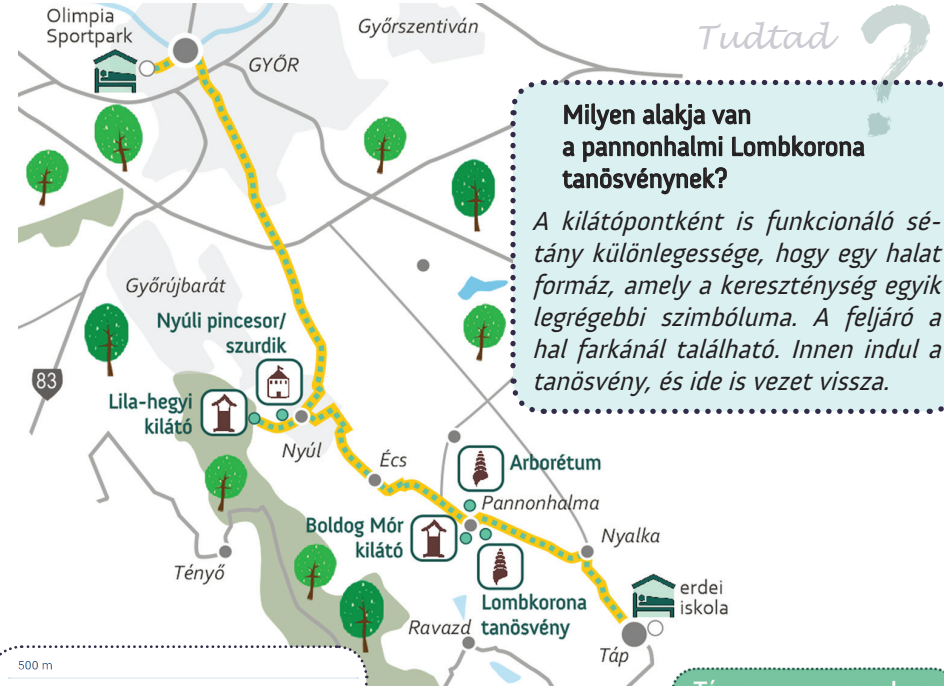 Olimpia
Sportpark
GYŐR
Győrszentiván
Tudtad
?
Milyen alakja van
a pannonhalmi Lombkorona
tanösvénynek?
A kilátópontként is funkcionáló sé-
tány különlegessége, hogy egy halat
formáz, amely a kereszténység egyik
legrégebbi szimbóluma. A feljáró a
hal farkánál található. Innen indul a
tanösvény, és ide is vezet vissza.
Győrújbarát
Nyúli pincesor/
szurdik
83
Lila-hegyi
kilátó
Nyúl
Écs
Arborétum
Pannonhalma
Boldog Mór
kilátó
Nyalka
Tényő
Lombkorona
tanösvény
erdei
iskola
Ravazd
Táp
500 m